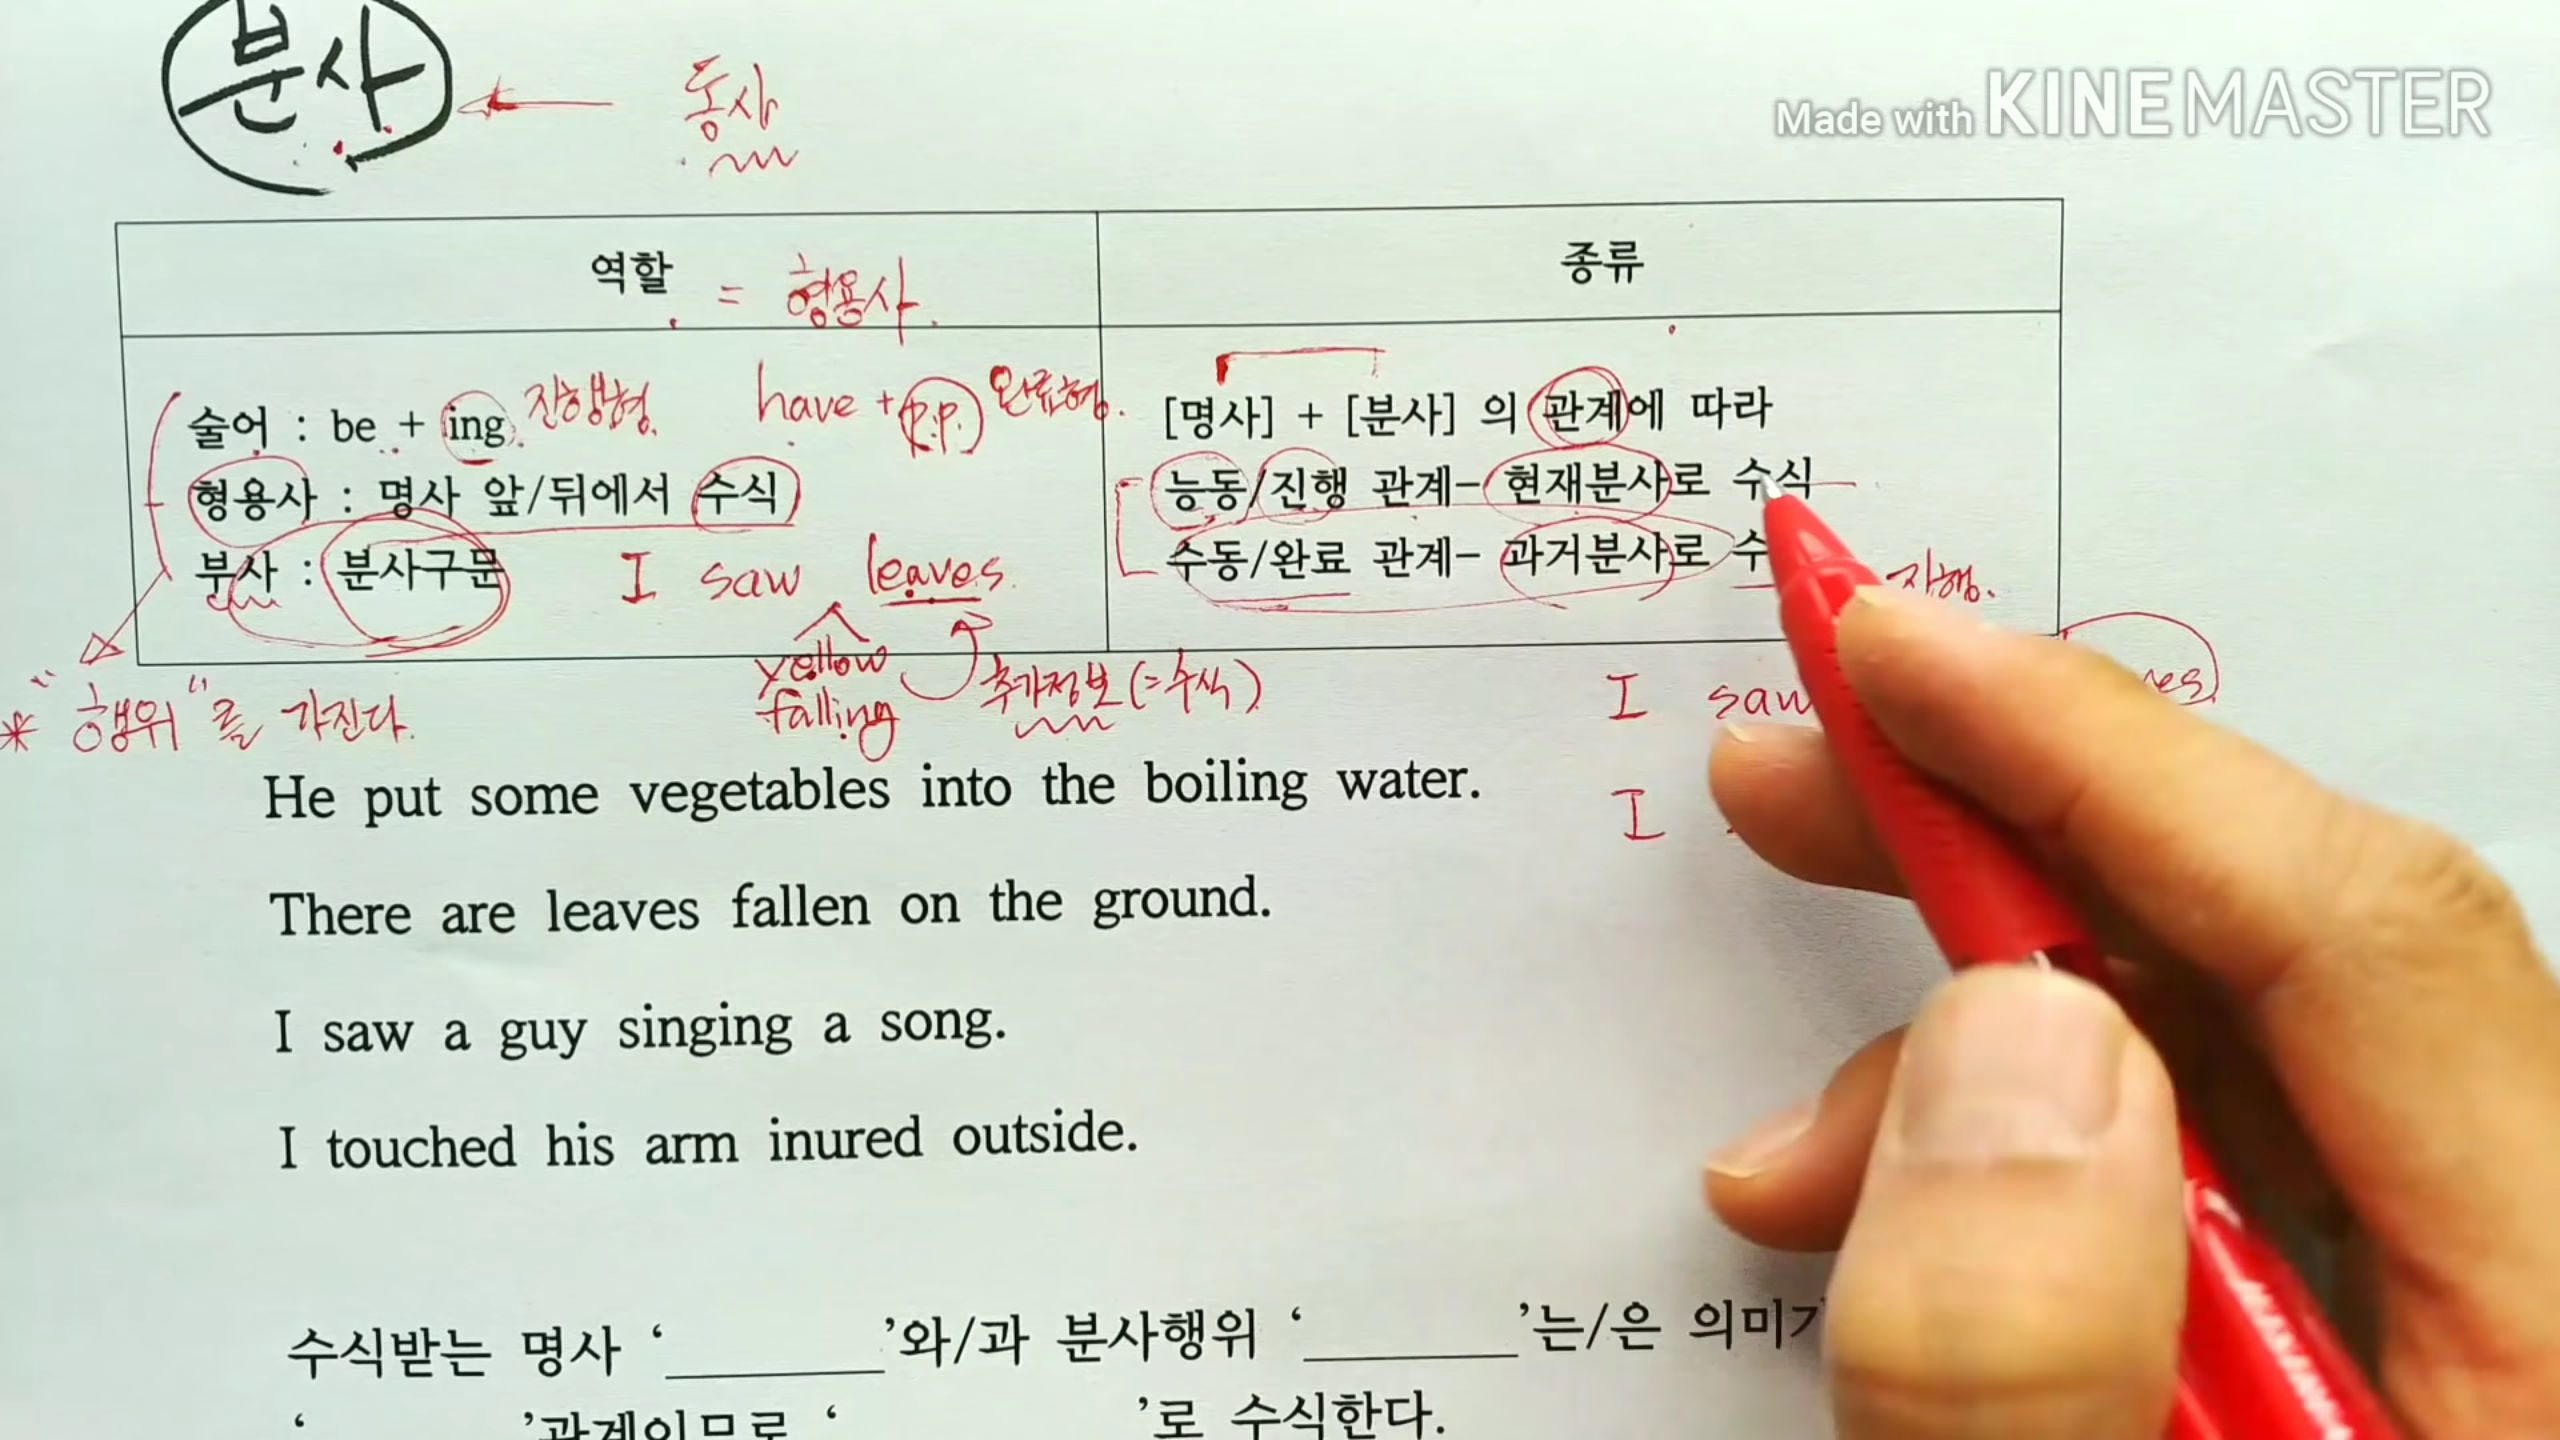 분사 동사
Made with KINEMASTER
역할 = 형용사. 종류
술어 : be + ing 진행형. have + p.p. 완료형.
형용사 : 명사 앞/뒤에서 수식
부사 : 분사구문 I saw leaves.
[명사] + [분사] 의 관계에 따라
능동/진행 관계- 현재분사로 수식
수동/완료 관계- 과거분사로 수
진행.
yellow
falling 추가정보 (=수식)
* "행위"를 가진다.
I saw
I
He put some vegetables into the boiling water.
There are leaves fallen on the ground.
I saw a guy singing a song.
I touched his arm inured outside.
수식받는 명사 ‘________’와/과 분사행위 ‘________’는/은 의미
‘________’관계이므로 ‘________’로 수식한다.